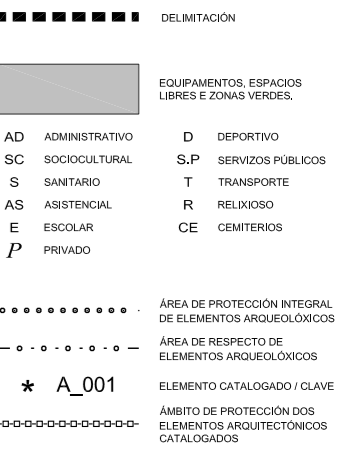 DELIMITACIÓN
EQUIPAMENTOS, ESPACIOS
LIBRES E ZONAS VERDES.
AD ADMINISTRATIVO D DEPORTIVO
SC SOCIOCULTURAL S.P SERVIZOS PÚBLICOS
S SANITARIO T TRANSPORTE
AS ASISTENCIAL R RELIXIOSO
E ESCOLAR CE CEMITERIOS
P PRIVADO
ÁREA DE PROTECCIÓN INTEGRAL
DE ELEMENTOS ARQUEOLÓXICOS
ÁREA DE RESPECTO DE
ELEMENTOS ARQUEOLÓXICOS
* A_001 ELEMENTO CATALOGADO / CLAVE
ÁMBITO DE PROTECCIÓN DOS
ELEMENTOS ARQUITECTÓNICOS
CATALOGADOS